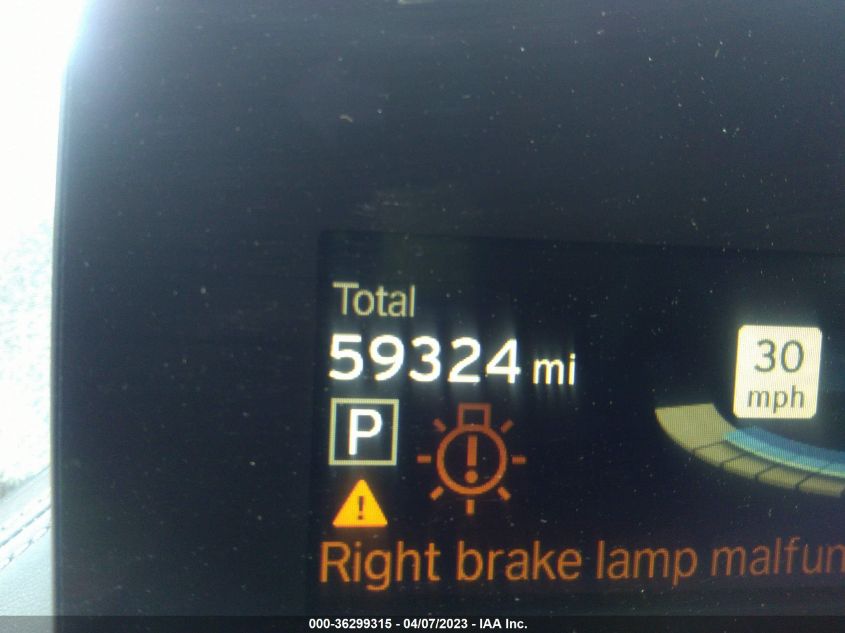 Total
59324 mi
30
mph
P
Right brake lamp malfun
000-36299315 - 04/07/2023 - IAA Inc.